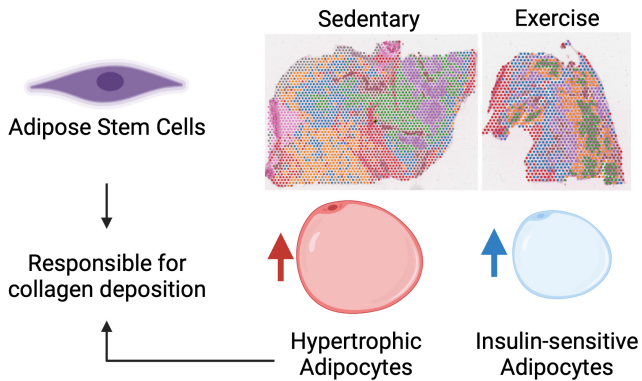 Sedentary
Exercise
Adipose Stem Cells
Responsible for
collagen deposition
Hypertrophic
Adipocytes
Insulin-sensitive
Adipocytes